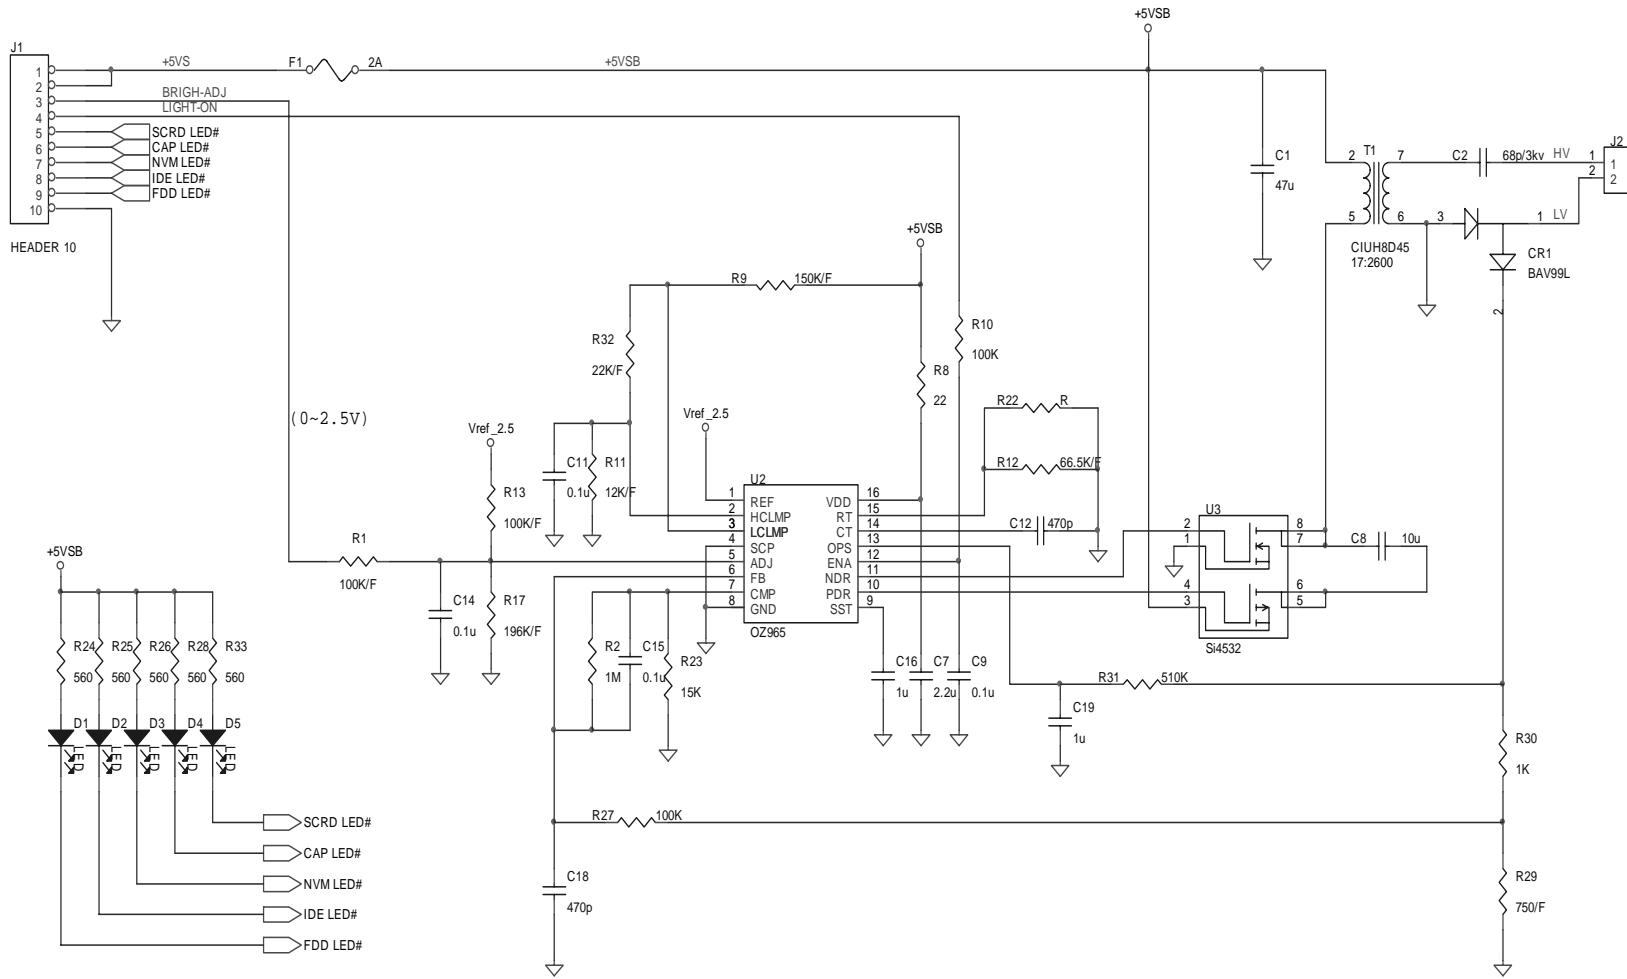 +5VSB
J1
+5VS
F1
2A
+5VSB
1
2
BRIGH-ADJ
3
LIGHT-ON
4
5
SCRD LED#
6
CAP LED#
7
NVM LED#
8
IDE LED#
9
FDD LED#
10
HEADER 10
C1
47u
2
T1
7
C2
68p/3kv
HV
1
J2
1
2
2
5
6
3
1
LV
CIUH8D45
17:2600
CR1
BAV99L
2
+5VSB
R9
150K/F
R32
22K/F
R10
100K
R8
22
(0~2.5V)
Vref_2.5
Vref_2.5
R22
R
R12
66.5K/F
C11
0.1u
R11
12K/F
R13
100K/F
U2
1
REF
VDD
16
2
HCLMP
RT
15
3
LCLMP
CT
14
4
SCP
OPS
13
5
ADJ
ENA
12
6
FB
NDR
11
7
CMP
PDR
10
8
GND
SST
9
OZ965
C12
470p
U3
2
8
1
7
4
6
3
5
Si4532
C8
10u
R1
100K/F
C14
0.1u
R17
196K/F
R2
1M
C15
0.1u
R23
15K
C16
1u
C7
2.2u
C9
0.1u
R31
510K
C19
1u
R30
1K
+5VSB
R24
560
R25
560
R26
560
R28
560
R33
560
D1
LED
D2
LED
D3
LED
D4
LED
D5
LED
SCRD LED#
CAP LED#
NVM LED#
IDE LED#
FDD LED#
R27
100K
C18
470p
R29
750/F